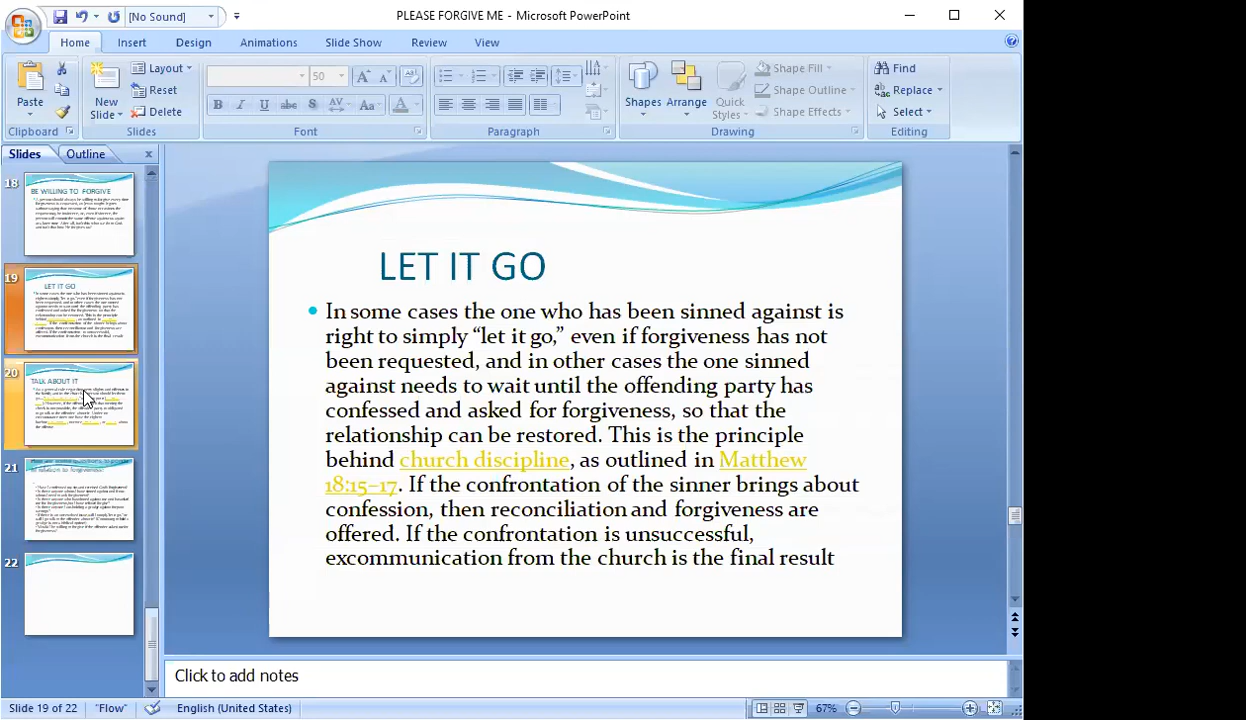 [No Sound]
PLEASE FORGIVE ME - Microsoft PowerPoint
Home Insert Design Animations Slide Show Review View
Paste
Clipboard
New
Slide
Layout
Reset
Delete
Slides
50
B I U abc S AV Aa A
Font
Paragraph
Shapes
Arrange
Quick
Styles
Shape Fill
Shape Outline
Shape Effects
Drawing
Find
Replace
Select
Editing
Slides Outline
18
BE WILLING TO FORGIVE
19
LET IT GO
20
TALK ABOUT IT
21
22
LET IT GO
• In some cases the one who has been sinned against is
right to simply “let it go,” even if forgiveness has not
been requested, and in other cases the one sinned
against needs to wait until the offending party has
confessed and asked for forgiveness, so that the
relationship can be restored. This is the principle
behind church discipline, as outlined in Matthew
18:15–17. If the confrontation of the sinner brings about
confession, then reconciliation and forgiveness are
offered. If the confrontation is unsuccessful,
excommunication from the church is the final result
Click to add notes
Slide 19 of 22 "Flow" English (United States) 67%